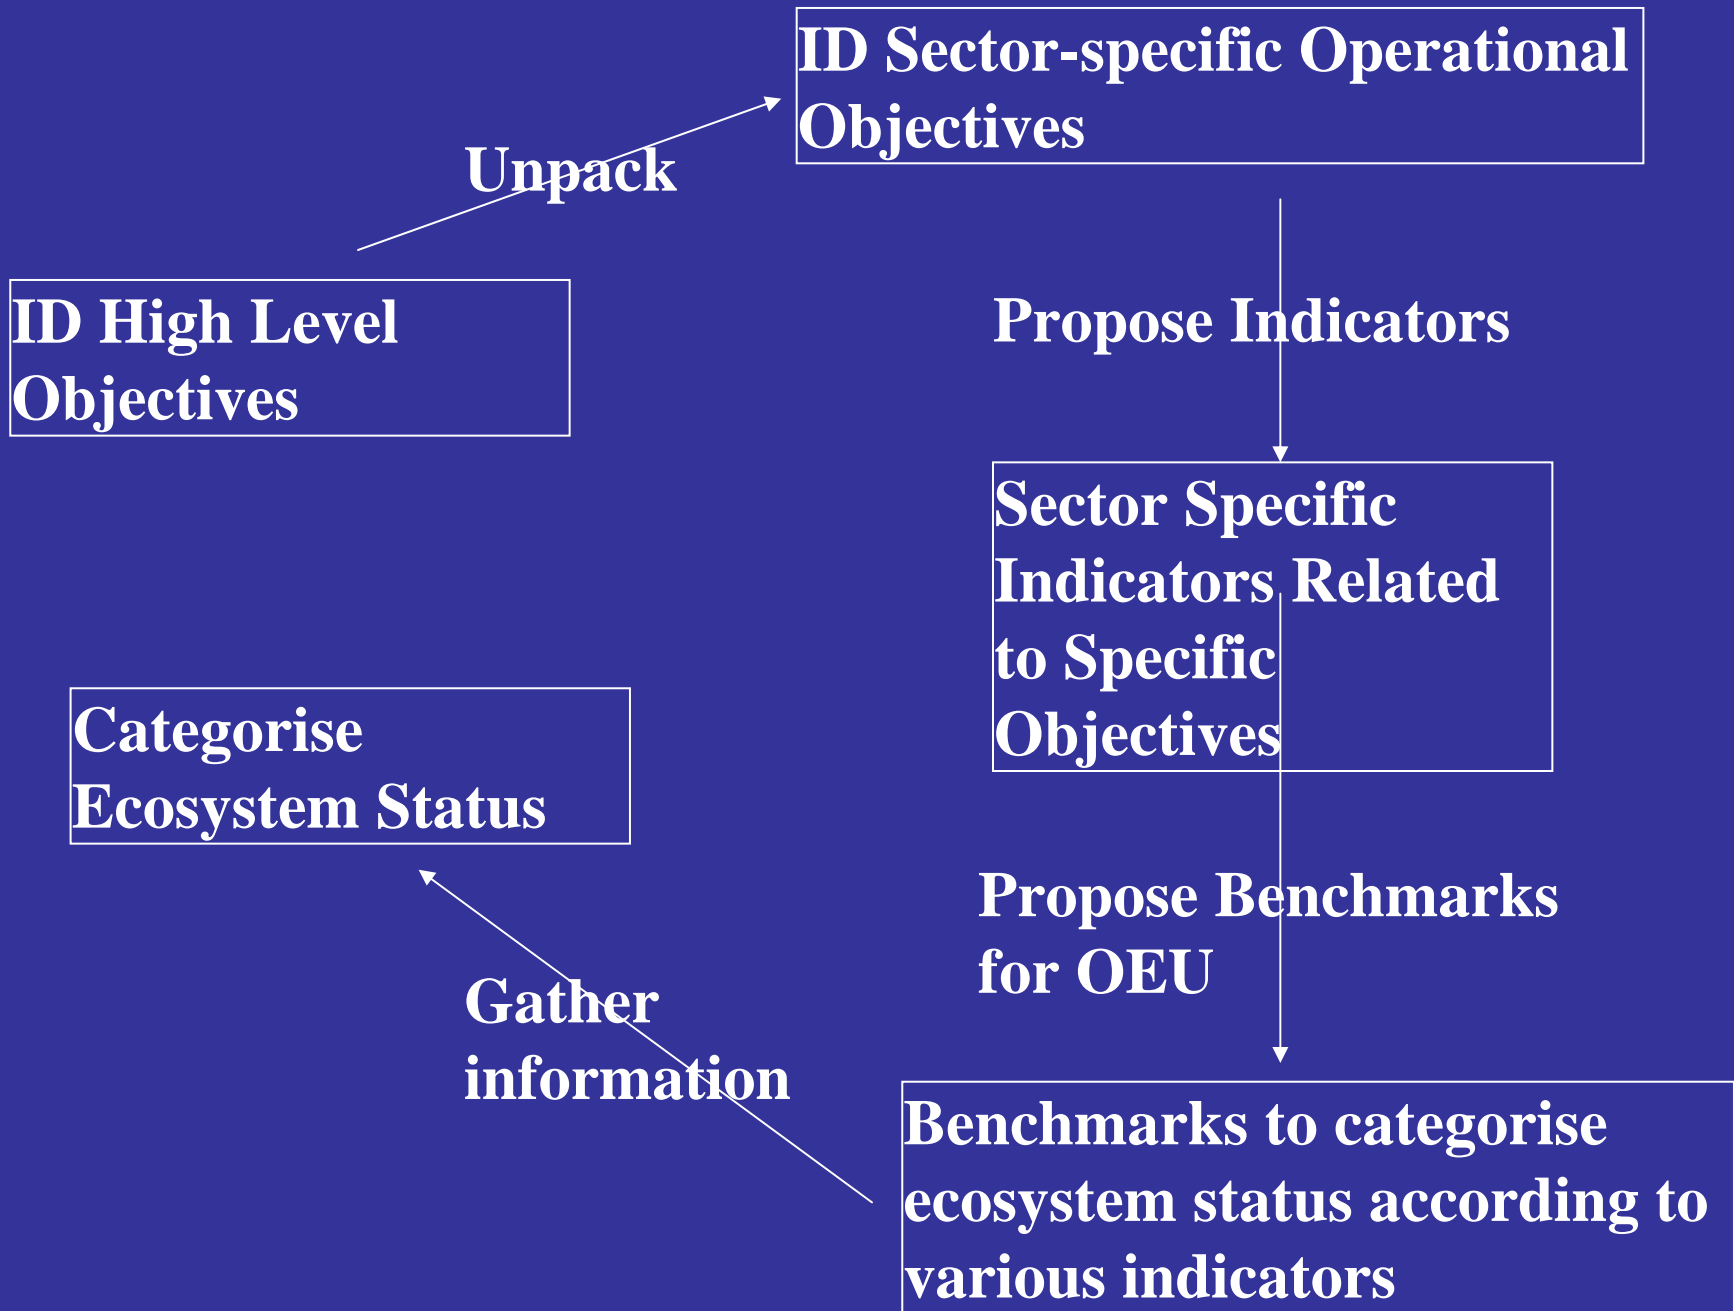 ID Sector-specific Operational
Objectives
Unpack
ID High Level
Objectives
Propose Indicators
Sector Specific
Indicators Related
to Specific
Objectives
Categorise
Ecosystem Status
Propose Benchmarks
for OEU
Gather
information
Benchmarks to categorise
ecosystem status according to
various indicators